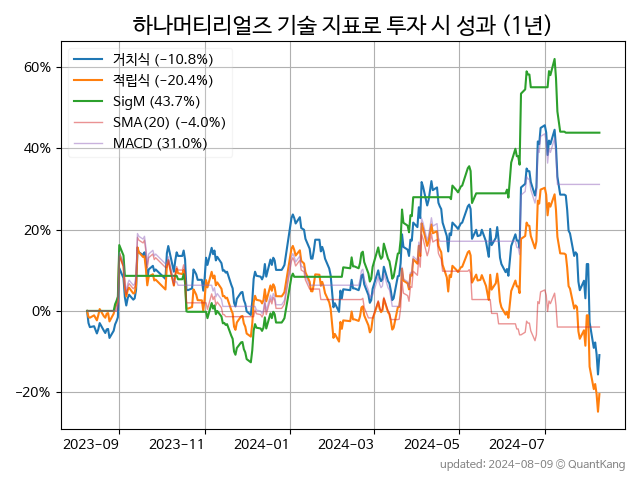 하나머티리얼즈 기술 지표로 투자 시 성과 (1년)
거치식 (-10.8%)
적립식 (-20.4%)
SigM (43.7%)
SMA(20) (-4.0%)
MACD (31.0%)
60%
40%
20%
0%
-20%
2023-09 2023-11 2024-01 2024-03 2024-05 2024-07
updated: 2024-08-09 © QuantKang